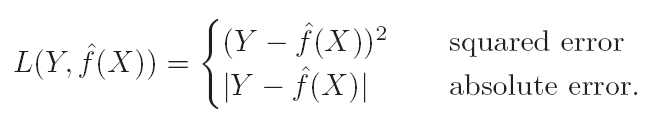 L(Y, f̂(X)) = { (Y − f̂(X))² squared error
|Y − f̂(X)| absolute error.